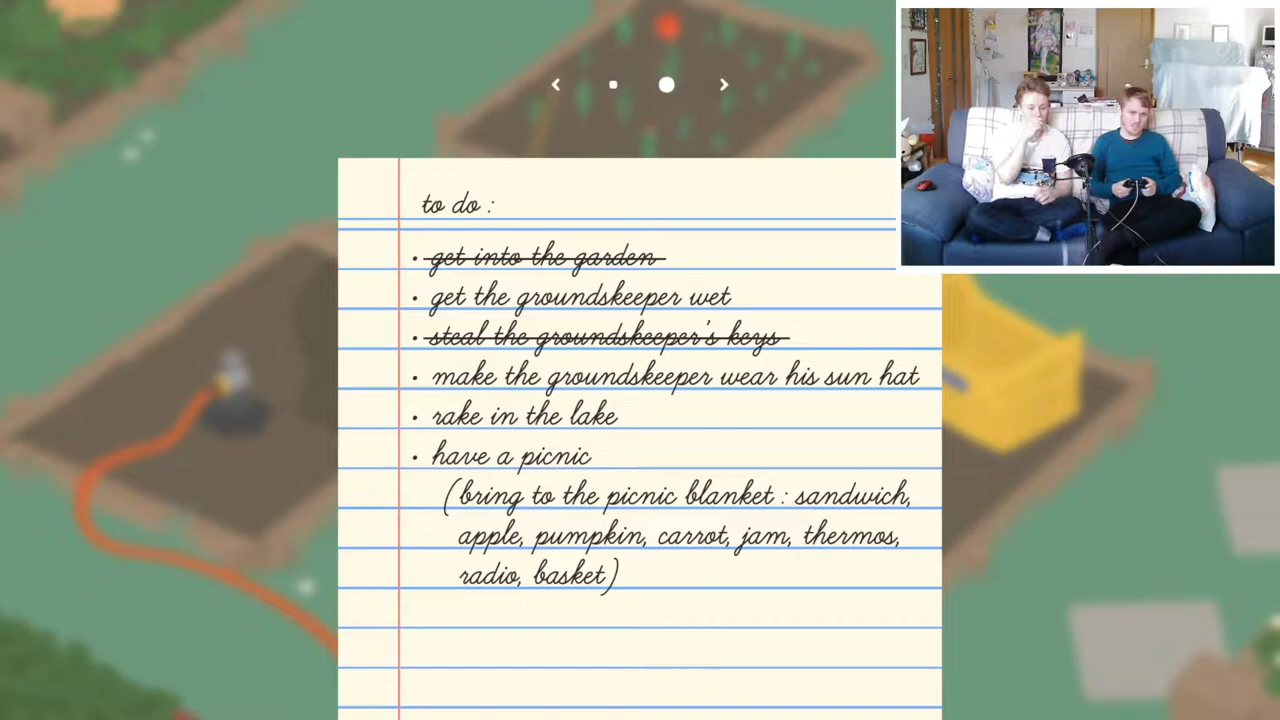 to do :
• get into the garden
• get the groundskeeper wet
• steal the groundskeeper's keys
• make the groundskeeper wear his sun hat
• rake in the lake
• have a picnic
(bring to the picnic blanket : sandwich,
apple, pumpkin, carrot, jam, thermos,
radio, basket)